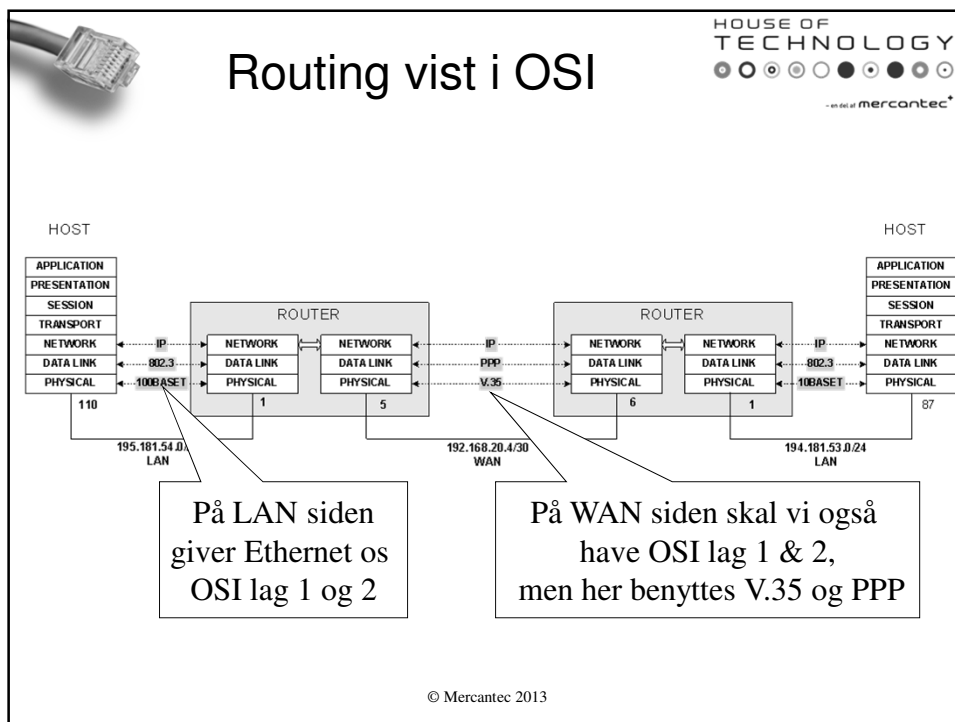 Routing vist i OSI
HOUSE OF
TECHNOLOGY
- en del af mercantec+
HOST
HOST
APPLICATION
PRESENTATION
SESSION
TRANSPORT
NETWORK
DATA LINK
PHYSICAL
110
IP
802.3
100BASET
ROUTER
NETWORK
DATA LINK
PHYSICAL
1
NETWORK
DATA LINK
PHYSICAL
5
IP
PPP
V.35
ROUTER
NETWORK
DATA LINK
PHYSICAL
6
NETWORK
DATA LINK
PHYSICAL
1
IP
802.3
10BASET
APPLICATION
PRESENTATION
SESSION
TRANSPORT
NETWORK
DATA LINK
PHYSICAL
87
195.181.54.0/
LAN
192.168.20.4/30
WAN
194.181.53.0/24
LAN
På LAN siden
giver Ethernet os
OSI lag 1 og 2
På WAN siden skal vi også
have OSI lag 1 & 2,
men her benyttes V.35 og PPP
© Mercantec 2013